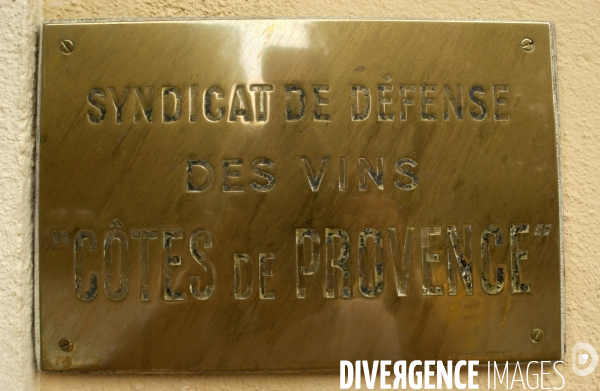 SYNDICAT DE DÉFENSE
DES VINS
"CÔTES DE PROVENCE"
DIVERGENCE IMAGES